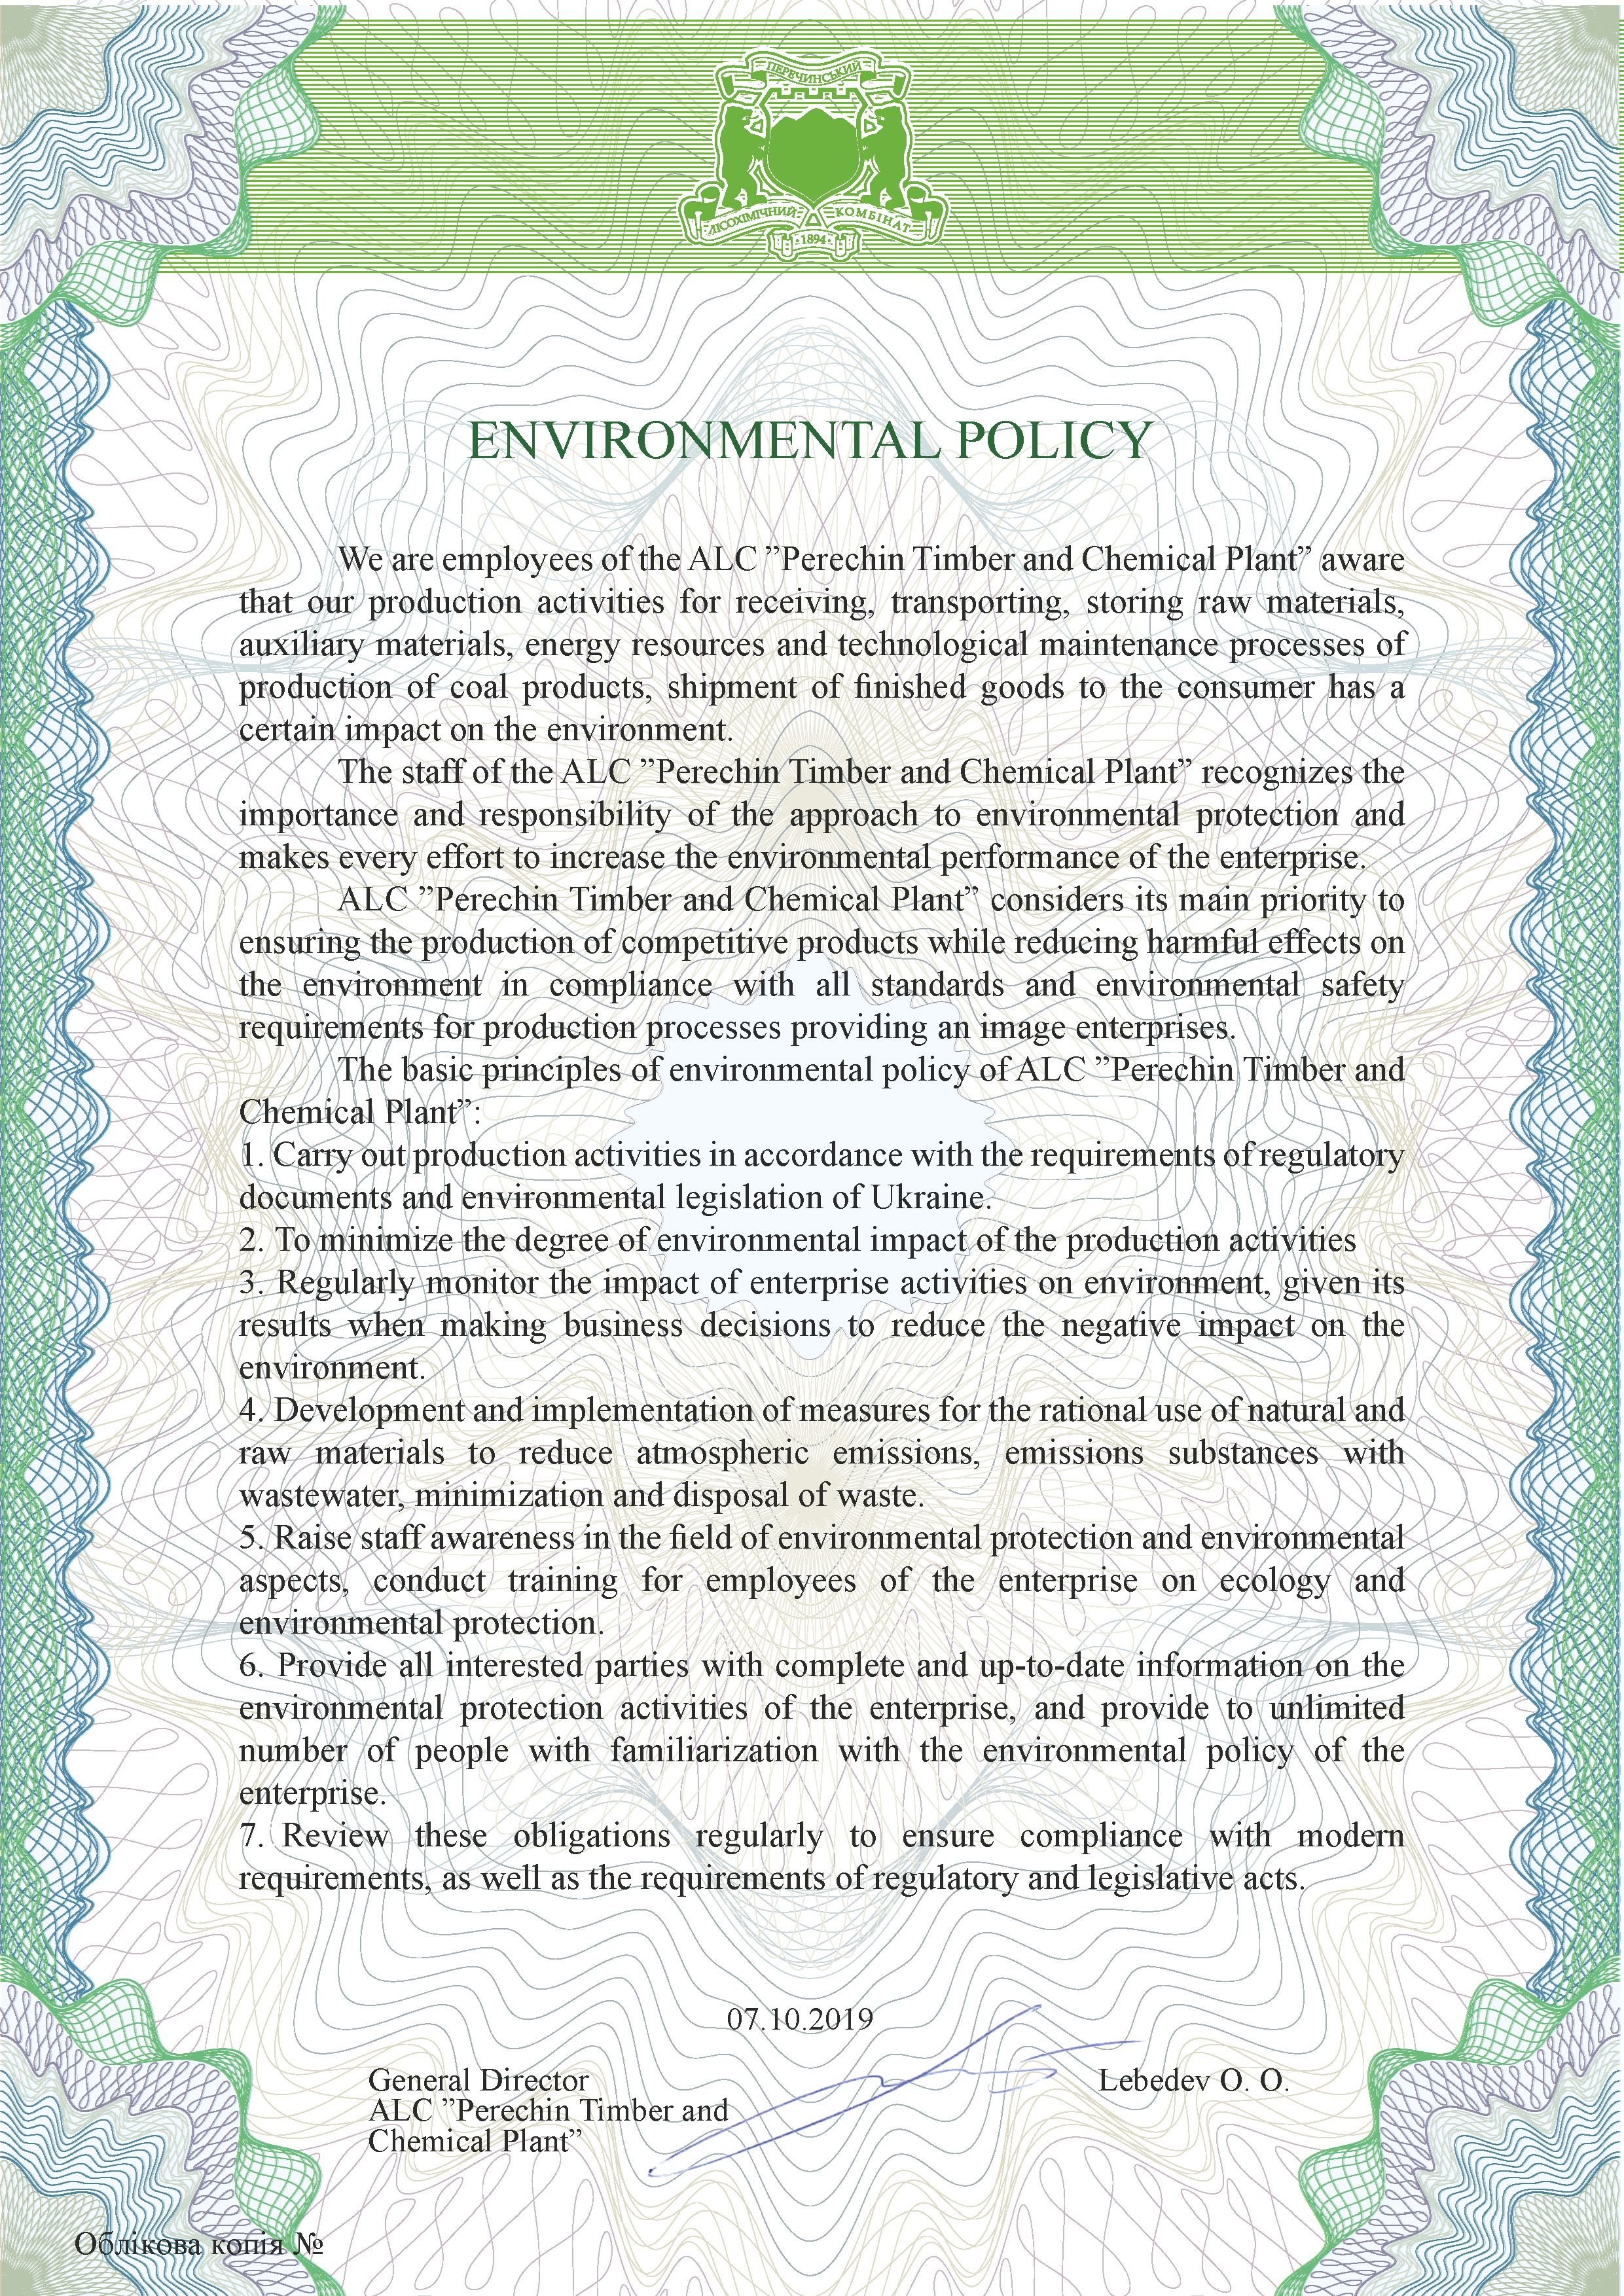 ПЕРЕЧИНСЬКИЙ
ЛІСОХІМІЧНИЙ КОМБІНАТ
1894
ENVIRONMENTAL POLICY
We are employees of the ALC ”Perechin Timber and Chemical Plant” aware
that our production activities for receiving, transporting, storing raw materials,
auxiliary materials, energy resources and technological maintenance processes of
production of coal products, shipment of finished goods to the consumer has a
certain impact on the environment.
The staff of the ALC ”Perechin Timber and Chemical Plant” recognizes the
importance and responsibility of the approach to environmental protection and
makes every effort to increase the environmental performance of the enterprise.
ALC ”Perechin Timber and Chemical Plant” considers its main priority to
ensuring the production of competitive products while reducing harmful effects on
the environment in compliance with all standards and environmental safety
requirements for production processes providing an image enterprises.
The basic principles of environmental policy of ALC ”Perechin Timber and
Chemical Plant”:
1. Carry out production activities in accordance with the requirements of regulatory
documents and environmental legislation of Ukraine.
2. To minimize the degree of environmental impact of the production activities
3. Regularly monitor the impact of enterprise activities on environment, given its
results when making business decisions to reduce the negative impact on the
environment.
4. Development and implementation of measures for the rational use of natural and
raw materials to reduce atmospheric emissions, emissions substances with
wastewater, minimization and disposal of waste.
5. Raise staff awareness in the field of environmental protection and environmental
aspects, conduct training for employees of the enterprise on ecology and
environmental protection.
6. Provide all interested parties with complete and up-to-date information on the
environmental protection activities of the enterprise, and provide to unlimited
number of people with familiarization with the environmental policy of the
enterprise.
7. Review these obligations regularly to ensure compliance with modern
requirements, as well as the requirements of regulatory and legislative acts.
07.10.2019
General Director Lebedev O. O.
ALC ”Perechin Timber and
Chemical Plant”
Облікова копія №